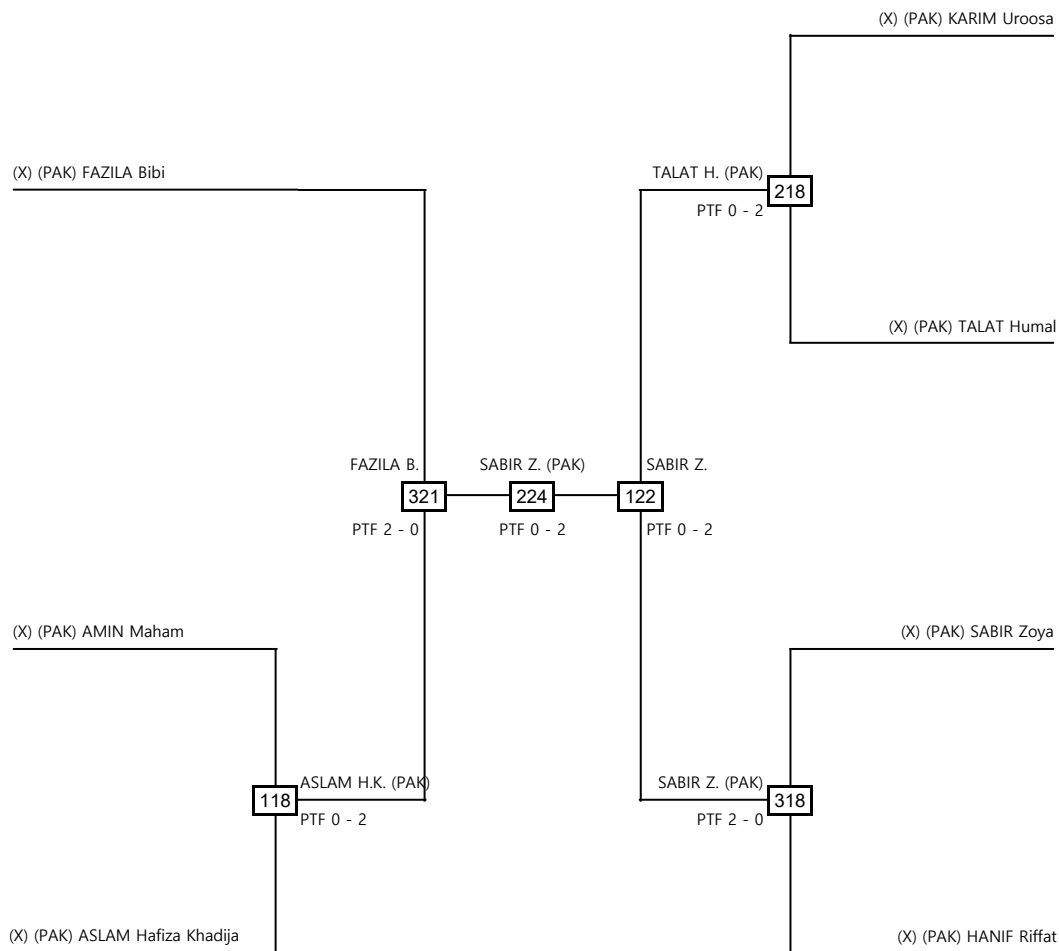 (X) (PAK) KARIM Uroosa
(X) (PAK) FAZILA Bibi
TALAT H. (PAK)
218
PTF 0 - 2
(X) (PAK) TALAT Humal
FAZILA B.
SABIR Z. (PAK)
SABIR Z.
321
224
122
PTF 2 - 0
PTF 0 - 2
PTF 0 - 2
(X) (PAK) AMIN Maham
(X) (PAK) SABIR Zoya
ASLAM H.K. (PAK)
118
PTF 0 - 2
SABIR Z. (PAK)
318
PTF 2 - 0
(X) (PAK) ASLAM Hafiza Khadija
(X) (PAK) HANIF Riffat